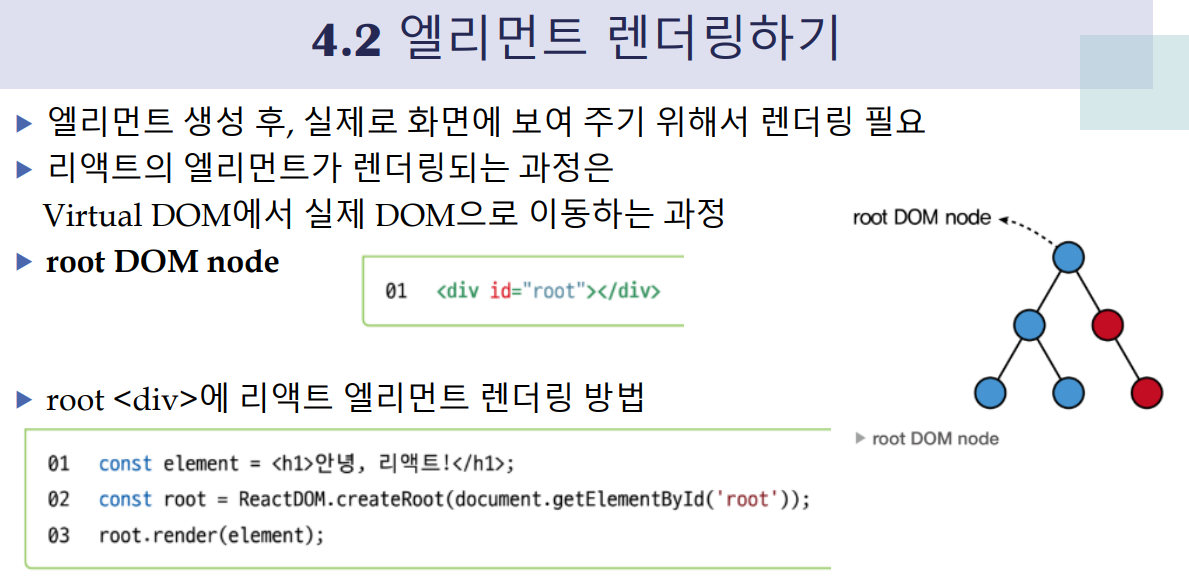 4.2 엘리먼트 렌더링하기
▶ 엘리먼트 생성 후, 실제로 화면에 보여 주기 위해서 렌더링 필요
▶ 리액트의 엘리먼트가 렌더링되는 과정은
Virtual DOM에서 실제 DOM으로 이동하는 과정
▶ root DOM node
01 <div id="root"></div>
root DOM node
▶ root DOM node
▶ root <div>에 리액트 엘리먼트 렌더링 방법
01 const element = <h1>안녕, 리액트!</h1>;
02 const root = ReactDOM.createRoot(document.getElementById('root'));
03 root.render(element);